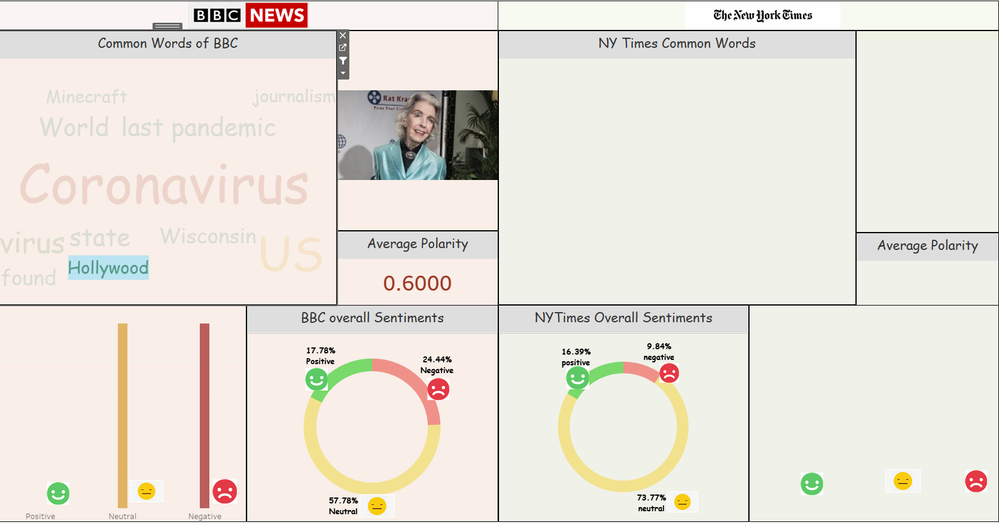 BBC NEWS
The New York Times
Common Words of BBC
NY Times Common Words
Minecraft
journalism
World last pandemic
Coronavirus
virus state Wisconsin US
Hollywood
found
Kat Kra
Average Polarity
0.6000
Average Polarity
Positive
Neutral
Negative
BBC overall Sentiments
17.78%
Positive
24.44%
Negative
57.78%
Neutral
NYTimes Overall Sentiments
16.39%
positive
9.84%
negative
73.77%
neutral